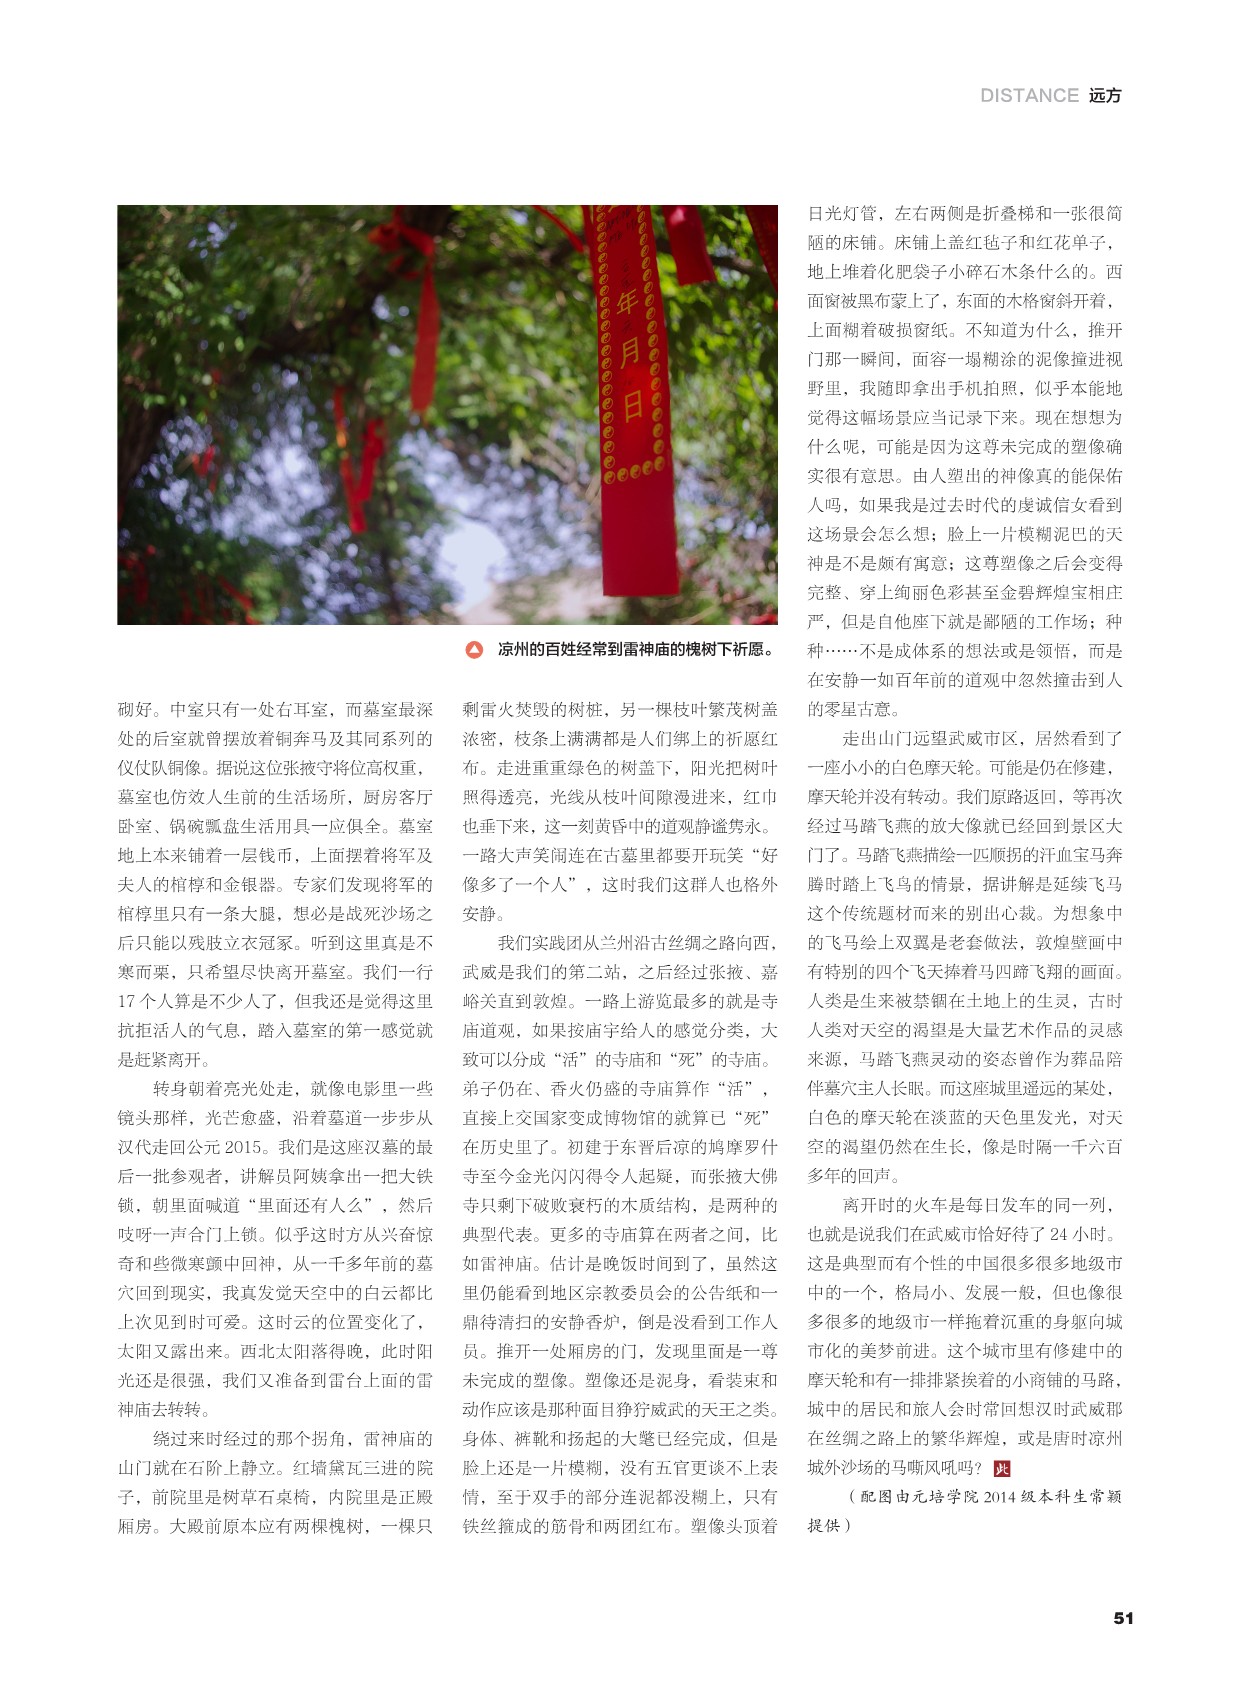 DISTANCE 远方
年
月
日
凉州的百姓经常到雷神庙的槐树下祈愿。
砌好。中室只有一处右耳室，而墓室最深
处的后室就曾摆放着铜奔马及其同系列的
仪仗队铜像。据说这位张掖守将位高权重，
墓室也仿效人生前的生活场所，厨房客厅
卧室、锅碗瓢盘生活用具一应俱全。墓室
地上本来铺着一层钱币，上面摆着将军及
夫人的棺椁和金银器。专家们发现将军的
棺椁里只有一条大腿，想必是战死沙场之
后只能以残肢立衣冠冢。听到这里真是不
寒而栗，只希望尽快离开墓室。我们一行
17 个人算是不少人了，但我还是觉得这里
抗拒活人的气息，踏入墓室的第一感觉就
是赶紧离开。
转身朝着亮光处走，就像电影里一些
镜头那样，光芒愈盛，沿着墓道一步步从
汉代走回公元 2015。我们是这座汉墓的最
后一批参观者，讲解员阿姨拿出一把大铁
锁，朝里面喊道“里面还有人么”，然后
吱呀一声合门上锁。似乎这时方从兴奋惊
奇和些微寒颤中回神，从一千多年前的墓
穴回到现实，我真发觉天空中的白云都比
上次见到时可爱。这时云的位置变化了，
太阳又露出来。西北太阳落得晚，此时阳
光还是很强，我们又准备到雷台上面的雷
神庙去转转。
绕过来时经过的那个拐角，雷神庙的
山门就在石阶上静立。红墙黛瓦三进的院
子，前院里是树草石桌椅，内院里是正殿
厢房。大殿前原本应有两棵槐树，一棵只
剩雷火焚毁的树桩，另一棵枝叶繁茂树盖
浓密，枝条上满满都是人们绑上的祈愿红
布。走进重重绿色的树盖下，阳光把树叶
照得透亮，光线从枝叶间隙漫进来，红巾
也垂下来，这一刻黄昏中的道观静谧隽永。
一路大声笑闹连在古墓里都要开玩笑“好
像多了一个人”，这时我们这群人也格外
安静。
我们实践团从兰州沿古丝绸之路向西，
武威是我们的第二站，之后经过张掖、嘉
峪关直到敦煌。一路上游览最多的就是寺
庙道观，如果按庙宇给人的感觉分类，大
致可以分成“活”的寺庙和“死”的寺庙。
弟子仍在、香火仍盛的寺庙算作“活”，
直接上交国家变成博物馆的就算已“死”
在历史里了。初建于东晋后凉的鸠摩罗什
寺至今金光闪闪得令人起疑，而张掖大佛
寺只剩下破败衰朽的木质结构，是两种的
典型代表。更多的寺庙算在两者之间，比
如雷神庙。估计是晚饭时间到了，虽然这
里仍能看到地区宗教委员会的公告纸和一
鼎待清扫的安静香炉，倒是没看到工作人
员。推开一处厢房的门，发现里面是一尊
未完成的塑像。塑像还是泥身，看装束和
动作应该是那种面目狰狞威武的天王之类。
身体、裤靴和扬起的大氅已经完成，但是
脸上还是一片模糊，没有五官更谈不上表
情，至于双手的部分连泥都没糊上，只有
铁丝箍成的筋骨和两团红布。塑像头顶着
日光灯管，左右两侧是折叠梯和一张很简
陋的床铺。床铺上盖红毡子和红花单子，
地上堆着化肥袋子小碎石木条什么的。西
面窗被黑布蒙上了，东面的木格窗斜开着，
上面糊着破损窗纸。不知道为什么，推开
门那一瞬间，面容一塌糊涂的泥像撞进视
野里，我随即拿出手机拍照，似乎本能地
觉得这幅场景应当记录下来。现在想想为
什么呢，可能是因为这尊未完成的塑像确
实很有意思。由人塑出的神像真的能保佑
人吗，如果我是过去时代的虔诚信女看到
这场景会怎么想；脸上一片模糊泥巴的天
神是不是颇有寓意；这尊塑像之后会变得
完整、穿上绚丽色彩甚至金碧辉煌宝相庄
严，但是自他座下就是鄙陋的工作场；种
种……不是成体系的想法或是领悟，而是
在安静一如百年前的道观中忽然撞击到人
的零星古意。
走出山门远望武威市区，居然看到了
一座小小的白色摩天轮。可能是仍在修建，
摩天轮并没有转动。我们原路返回，等再次
经过马踏飞燕的放大像就已经回到景区大
门了。马踏飞燕描绘一匹顺拐的汗血宝马奔
腾时踏上飞鸟的情景，据讲解是延续飞马
这个传统题材而来的别出心裁。为想象中
的飞马绘上双翼是老套做法，敦煌壁画中
有特别的四个飞天捧着马四蹄飞翔的画面。
人类是生来被禁锢在土地上的生灵，古时
人类对天空的渴望是大量艺术作品的灵感
来源，马踏飞燕灵动的姿态曾作为葬品陪
伴墓穴主人长眠。而这座城里遥远的某处，
白色的摩天轮在淡蓝的天色里发光，对天
空的渴望仍然在生长，像是时隔一千六百
多年的回声。
离开时的火车是每日发车的同一列，
也就是说我们在武威市恰好待了 24 小时。
这是典型而有个性的中国很多很多地级市
中的一个，格局小、发展一般，但也像很
多很多的地级市一样拖着沉重的身躯向城
市化的美梦前进。这个城市里有修建中的
摩天轮和有一排排紧挨着的小商铺的马路，
城中的居民和旅人会时常回想汉时武威郡
在丝绸之路上的繁华辉煌，或是唐时凉州
城外沙场的马嘶风吼吗？ 此
（配图由元培学院 2014 级本科生常颖
提供）
51